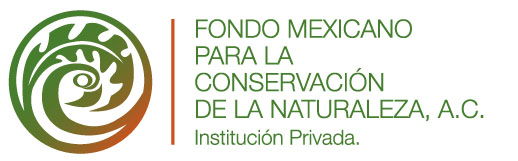 FONDO MEXICANO
PARA LA
CONSERVACIÓN
DE LA NATURALEZA, A.C.
Institución Privada.